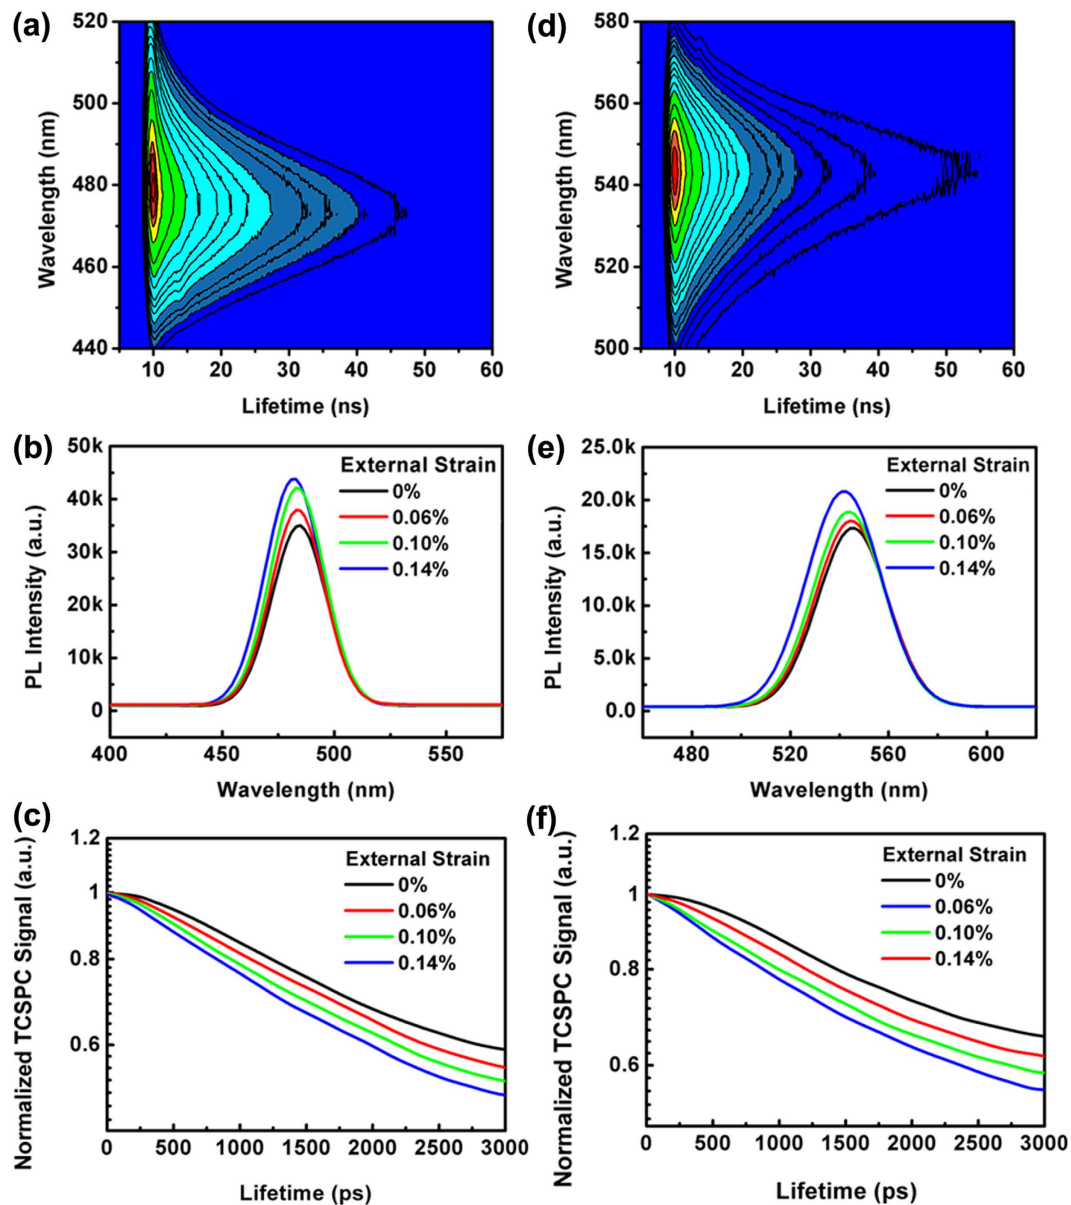 (a)
520
500
480
460
440
Wavelength (nm)
10 20 30 40 50 60
Lifetime (ns)
(d)
580
560
540
520
500
Wavelength (nm)
10 20 30 40 50 60
Lifetime (ns)
(b)
50k
40k
30k
20k
10k
0
PL Intensity (a.u.)
External Strain
0%
0.06%
0.10%
0.14%
400 450 500 550
Wavelength (nm)
(e)
25.0k
20.0k
15.0k
10.0k
5.0k
0.0
PL Intensity (a.u.)
External Strain
0%
0.06%
0.10%
0.14%
480 520 560 600
Wavelength (nm)
(c)
1.2
1
0.8
0.6
Normalized TCSPC Signal (a.u.)
External Strain
0%
0.06%
0.10%
0.14%
0 500 1000 1500 2000 2500 3000
Lifetime (ps)
(f)
1.2
1
0.8
0.6
Normalized TCSPC Signal (a.u.)
External Strain
0%
0.06%
0.10%
0.14%
0 500 1000 1500 2000 2500 3000
Lifetime (ps)